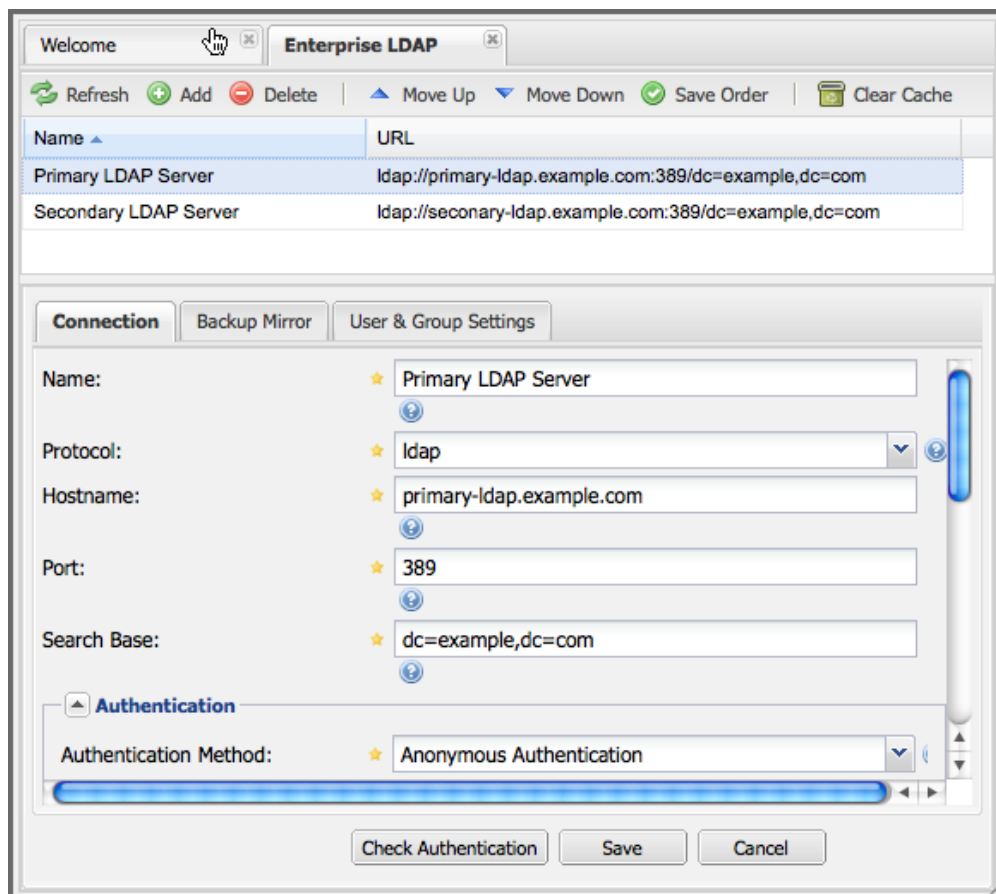 Welcome Enterprise LDAP
Refresh Add Delete Move Up Move Down Save Order Clear Cache
Name URL
Primary LDAP Server ldap://primary-ldap.example.com:389/dc=example,dc=com
Secondary LDAP Server ldap://seconary-ldap.example.com:389/dc=example,dc=com
Connection Backup Mirror User & Group Settings
Name: Primary LDAP Server
Protocol: ldap
Hostname: primary-ldap.example.com
Port: 389
Search Base: dc=example,dc=com
Authentication
Authentication Method: Anonymous Authentication
Check Authentication Save Cancel